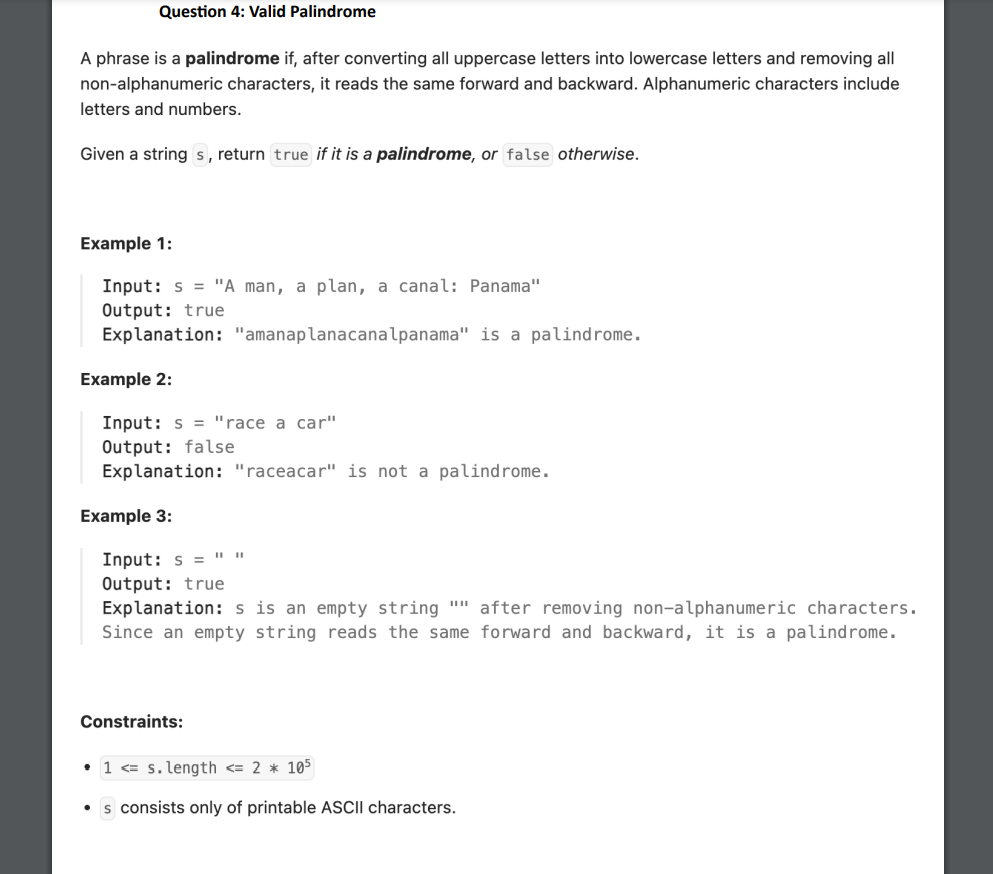 Question 4: Valid Palindrome
A phrase is a palindrome if, after converting all uppercase letters into lowercase letters and removing all
non-alphanumeric characters, it reads the same forward and backward. Alphanumeric characters include
letters and numbers.
Given a string s, return true if it is a palindrome, or false otherwise.
Example 1:
Input: s = "A man, a plan, a canal: Panama"
Output: true
Explanation: "amanaplanacanalpanama" is a palindrome.
Example 2:
Input: s = "race a car"
Output: false
Explanation: "raceacar" is not a palindrome.
Example 3:
Input: s = " "
Output: true
Explanation: s is an empty string "" after removing non-alphanumeric characters.
Since an empty string reads the same forward and backward, it is a palindrome.
Constraints:
• 1 <= s.length <= 2 * 10⁵
• s consists only of printable ASCII characters.